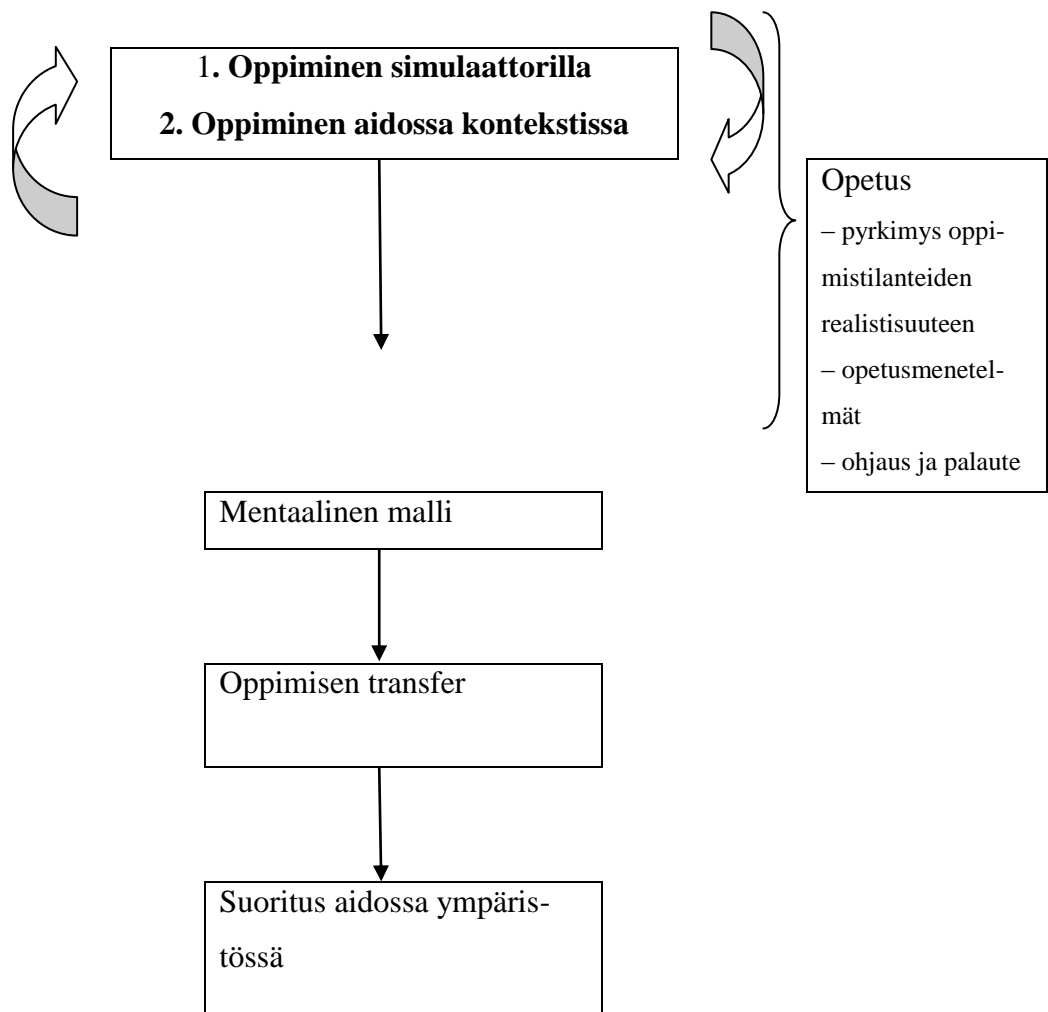 1. Oppiminen simulaattorilla
2. Oppiminen aidossa kontekstissa
Opetus
– pyrkimys oppi-
mistilanteiden
realistisuuteen
– opetusmenetel-
mät
– ohjaus ja palaute
Mentaalinen malli
Oppimisen transfer
Suoritus aidossa ympäris-
tössä